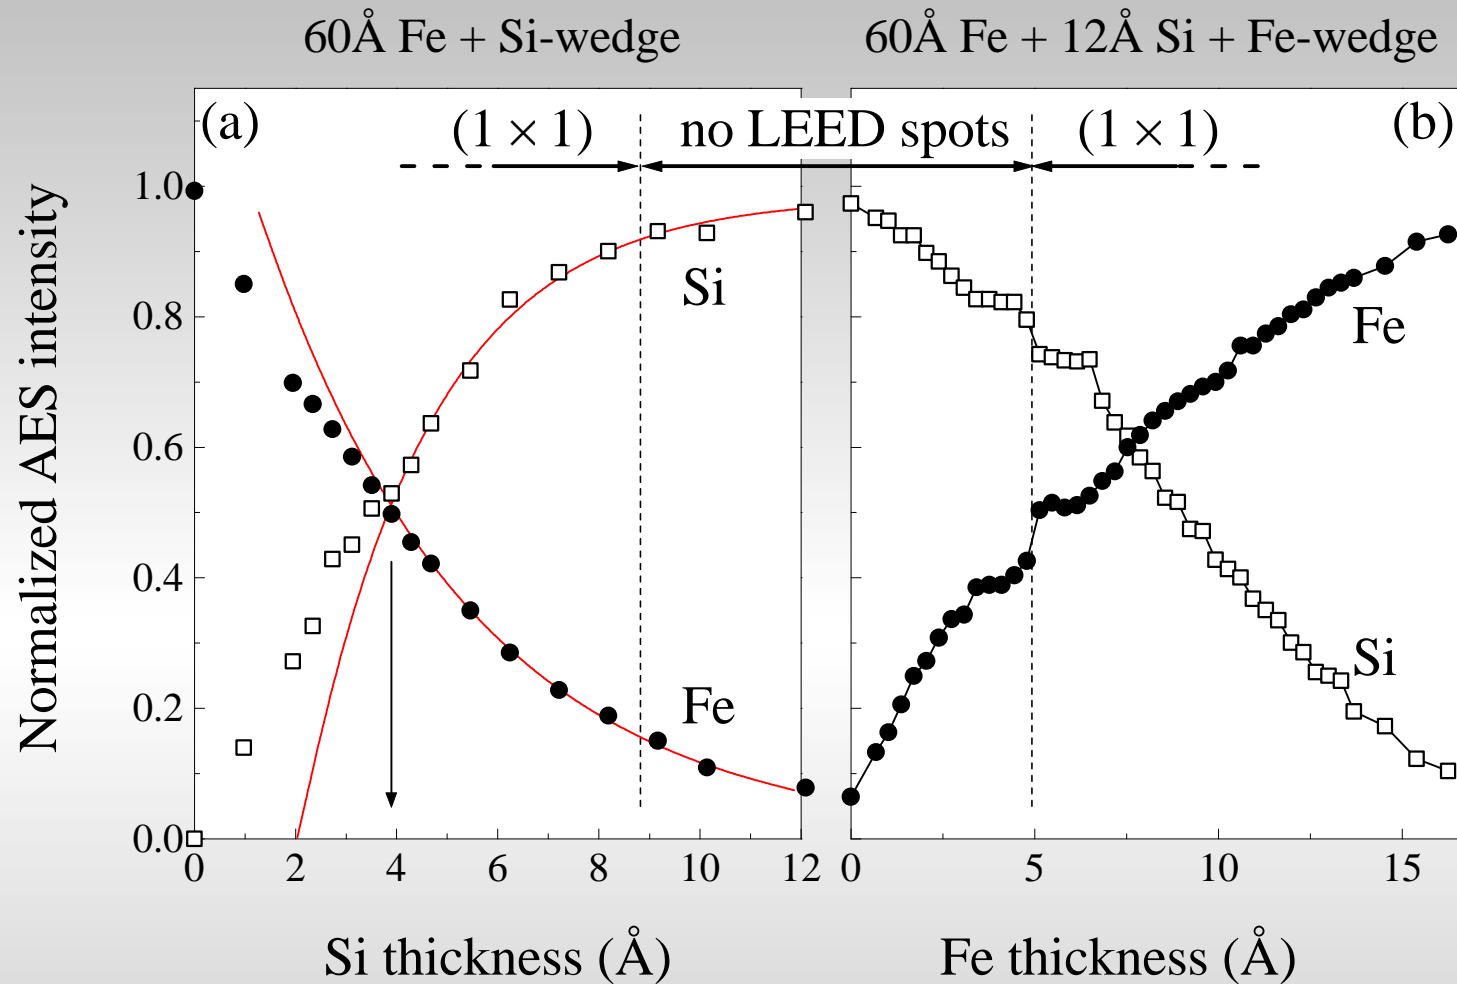 60Å Fe + Si-wedge
60Å Fe + 12Å Si + Fe-wedge
(a)
(1 × 1)
no LEED spots
(1 × 1)
(b)
Normalized AES intensity
1.0
0.8
0.6
0.4
0.2
0.0
Si
Fe
Fe
Si
0 2 4 6 8 10 12
0 5 10 15
Si thickness (Å)
Fe thickness (Å)